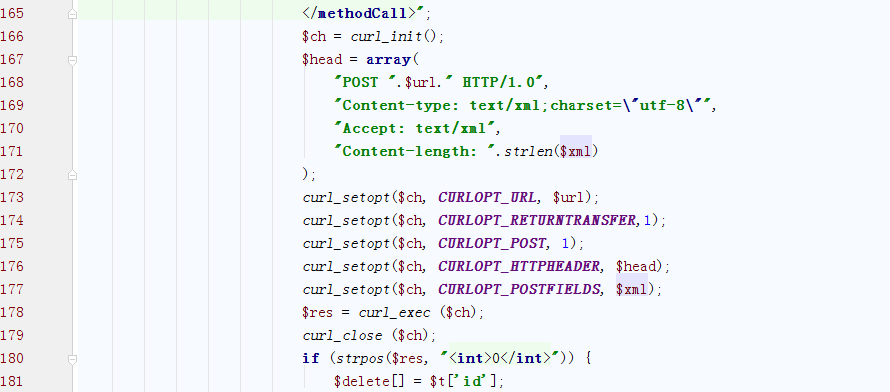 165 </methodCall>";
166 $ch = curl_init();
167 $head = array(
168 "POST ".$url." HTTP/1.0",
169 "Content-type: text/xml;charset=\"utf-8\"",
170 "Accept: text/xml",
171 "Content-length: ".strlen($xml)
172 );
173 curl_setopt($ch, CURLOPT_URL, $url);
174 curl_setopt($ch, CURLOPT_RETURNTRANSFER,1);
175 curl_setopt($ch, CURLOPT_POST, 1);
176 curl_setopt($ch, CURLOPT_HTTPHEADER, $head);
177 curl_setopt($ch, CURLOPT_POSTFIELDS, $xml);
178 $res = curl_exec ($ch);
179 curl_close ($ch);
180 if (strpos($res, "<int>0</int>")) {
181 $delete[] = $t['id'];